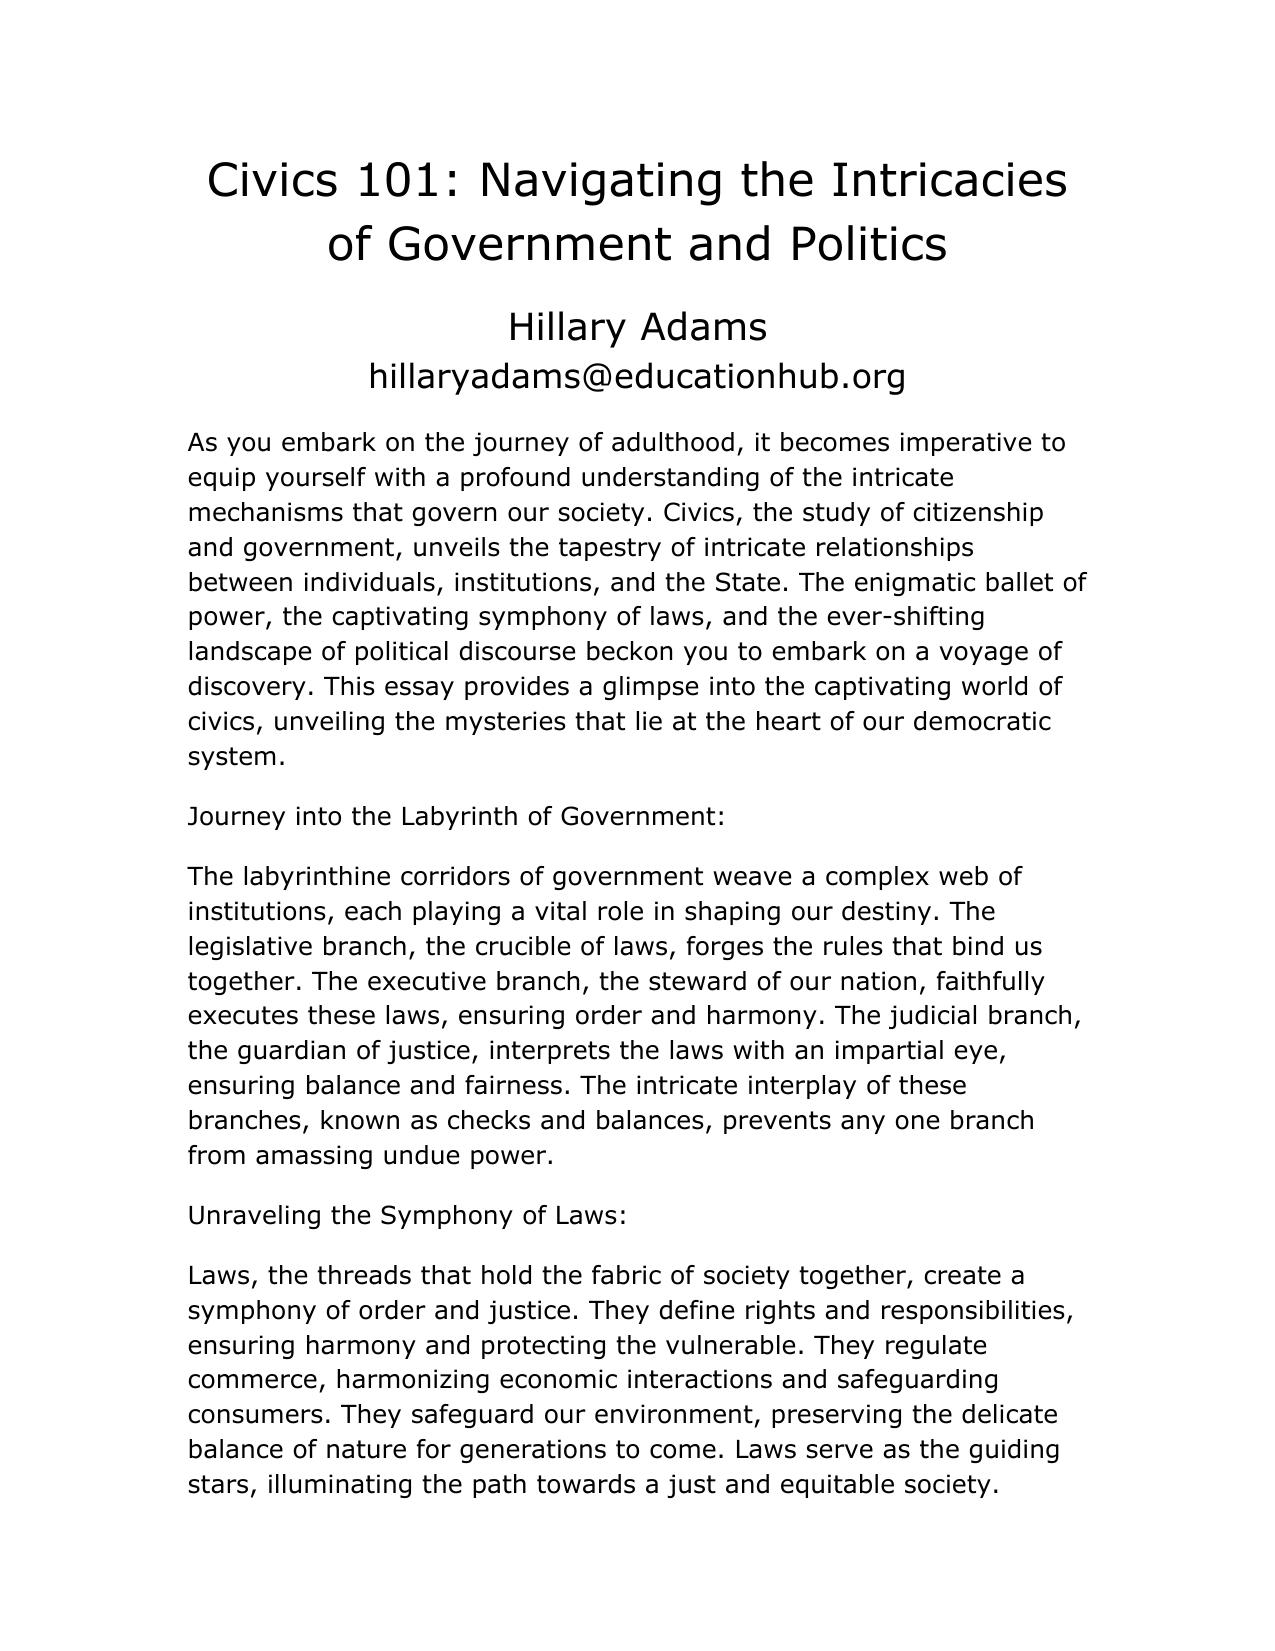 Civics 101: Navigating the Intricacies
of Government and Politics
Hillary Adams
hillaryadams@educationhub.org
As you embark on the journey of adulthood, it becomes imperative to
equip yourself with a profound understanding of the intricate
mechanisms that govern our society. Civics, the study of citizenship
and government, unveils the tapestry of intricate relationships
between individuals, institutions, and the State. The enigmatic ballet of
power, the captivating symphony of laws, and the ever-shifting
landscape of political discourse beckon you to embark on a voyage of
discovery. This essay provides a glimpse into the captivating world of
civics, unveiling the mysteries that lie at the heart of our democratic
system.
Journey into the Labyrinth of Government:
The labyrinthine corridors of government weave a complex web of
institutions, each playing a vital role in shaping our destiny. The
legislative branch, the crucible of laws, forges the rules that bind us
together. The executive branch, the steward of our nation, faithfully
executes these laws, ensuring order and harmony. The judicial branch,
the guardian of justice, interprets the laws with an impartial eye,
ensuring balance and fairness. The intricate interplay of these
branches, known as checks and balances, prevents any one branch
from amassing undue power.
Unraveling the Symphony of Laws:
Laws, the threads that hold the fabric of society together, create a
symphony of order and justice. They define rights and responsibilities,
ensuring harmony and protecting the vulnerable. They regulate
commerce, harmonizing economic interactions and safeguarding
consumers. They safeguard our environment, preserving the delicate
balance of nature for generations to come. Laws serve as the guiding
stars, illuminating the path towards a just and equitable society.